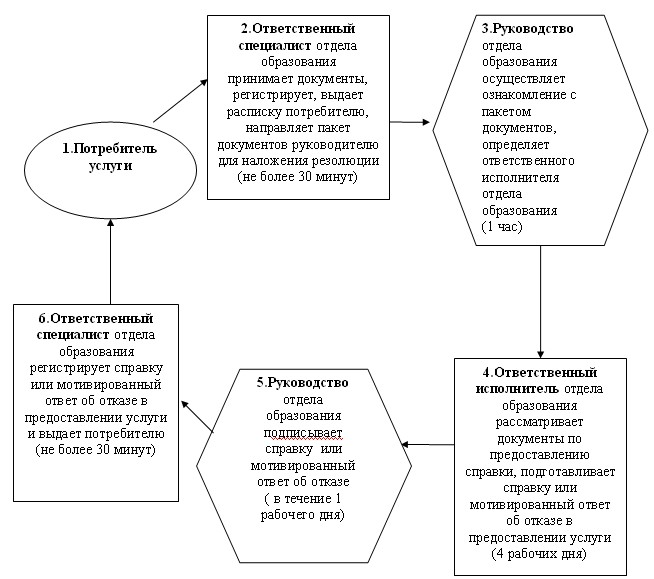 1.Потребитель
услуги
2.Ответственный
специалист отдела
образования
принимает документы,
регистрирует, выдает
расписку потребителю,
направляет пакет
документов руководителю
для наложения резолюции
(не более 30 минут)
3.Руководство
отдела
образования
осуществляет
ознакомление с
пакетом
документов,
определяет
ответственного
исполнителя
отдела
образования
(1 час)
4.Ответственный
исполнитель отдела
образования
рассматривает
документы по
предоставлению
справки, подготавливает
справку или
мотивированный ответ
об отказе в
предоставлении услуги
(4 рабочих дня)
5.Руководство
отдела
образования
подписывает
справку или
мотивированный
ответ об отказе
( в течение 1
рабочего дня)
6.Ответственный
специалист отдела
образования
регистрирует справку
или мотивированный
ответ об отказе в
предоставлении услуги
и выдает потребителю
(не более 30 минут)